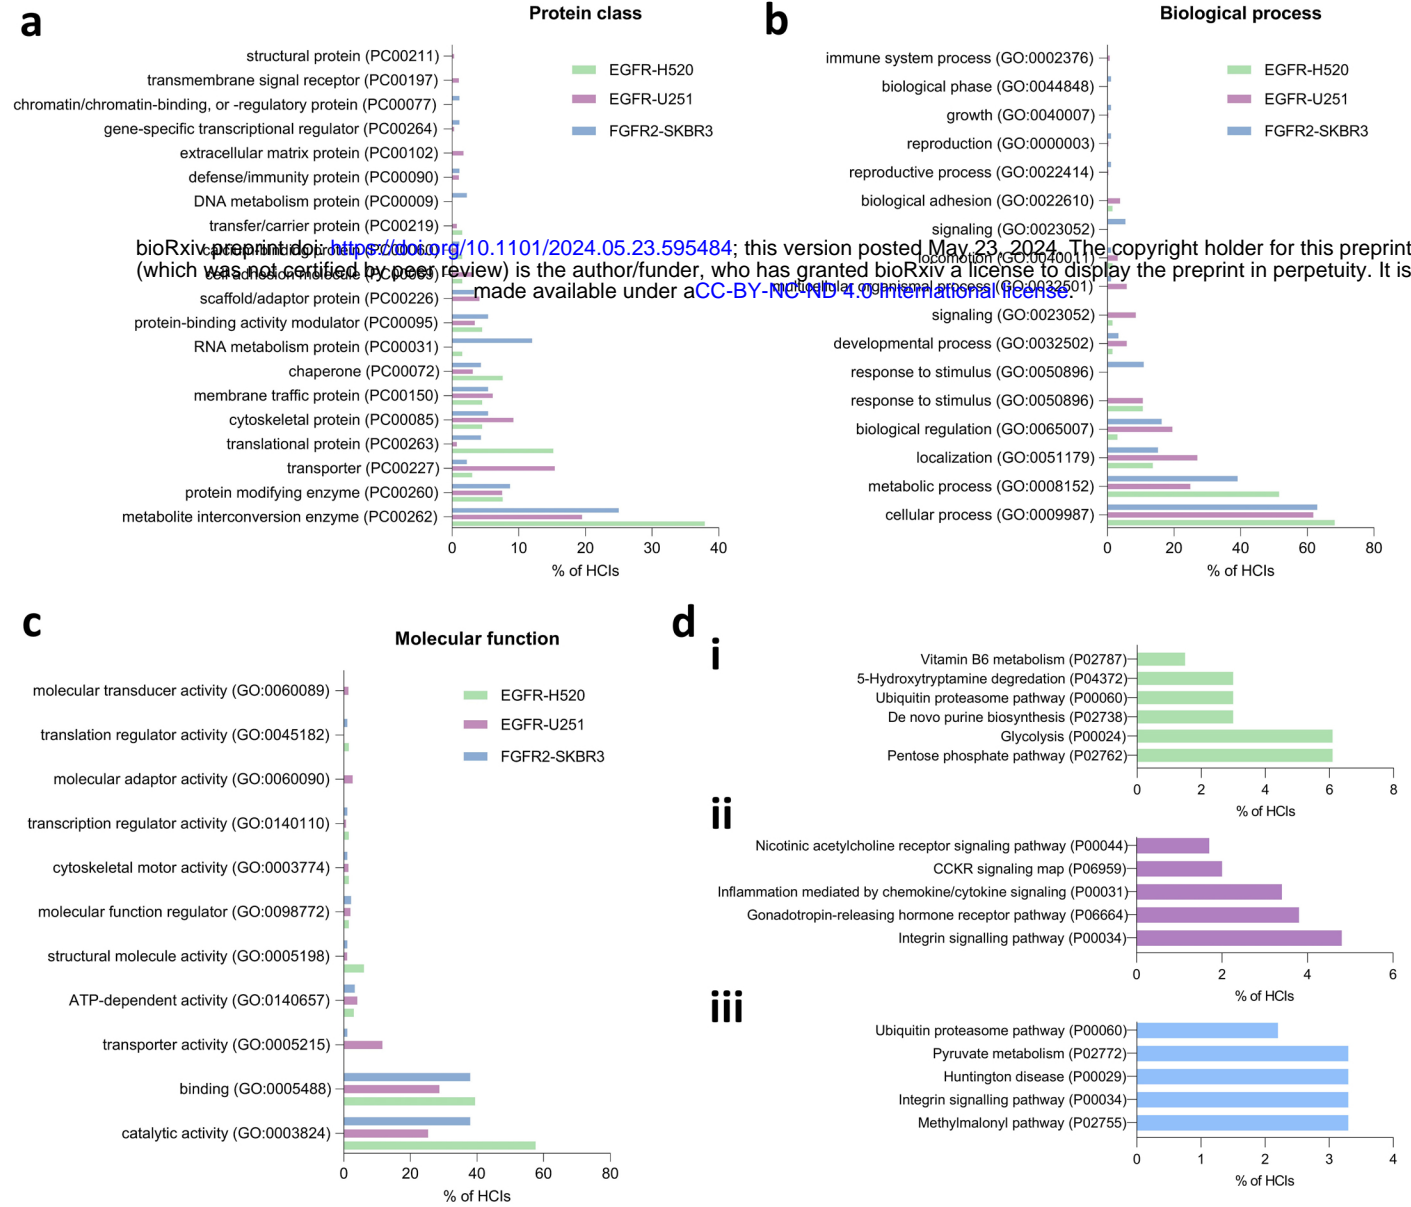 a
Protein class
structural protein (PC00211)
transmembrane signal receptor (PC00197)
chromatin/chromatin-binding, or -regulatory protein (PC00077)
gene-specific transcriptional regulator (PC00264)
extracellular matrix protein (PC00102)
defense/immunity protein (PC00090)
DNA metabolism protein (PC00009)
transfer/carrier protein (PC00219)
calcium-binding protein (PC00060)
cell adhesion molecule (PC00069)
scaffold/adaptor protein (PC00226)
protein-binding activity modulator (PC00095)
RNA metabolism protein (PC00031)
chaperone (PC00072)
membrane traffic protein (PC00150)
cytoskeletal protein (PC00085)
translational protein (PC00263)
transporter (PC00227)
protein modifying enzyme (PC00260)
metabolite interconversion enzyme (PC00262)
EGFR-H520
EGFR-U251
FGFR2-SKBR3
0 10 20 30 40
% of HCIs
b
Biological process
immune system process (GO:0002376)
biological phase (GO:0044848)
growth (GO:0040007)
reproduction (GO:0000003)
reproductive process (GO:0022414)
biological adhesion (GO:0022610)
signaling (GO:0023052)
locomotion (GO:0040011)
multicellular organismal process (GO:0032501)
signaling (GO:0023052)
developmental process (GO:0032502)
response to stimulus (GO:0050896)
response to stimulus (GO:0050896)
biological regulation (GO:0065007)
localization (GO:0051179)
metabolic process (GO:0008152)
cellular process (GO:0009987)
EGFR-H520
EGFR-U251
FGFR2-SKBR3
0 20 40 60 80
% of HCIs
bioRxiv preprint doi: https://doi.org/10.1101/2024.05.23.595484; this version posted May 23, 2024. The copyright holder for this preprint
(which was not certified by peer review) is the author/funder, who has granted bioRxiv a license to display the preprint in perpetuity. It is
made available under aCC-BY-NC-ND 4.0 International license.
c
Molecular function
molecular transducer activity (GO:0060089)
translation regulator activity (GO:0045182)
molecular adaptor activity (GO:0060090)
transcription regulator activity (GO:0140110)
cytoskeletal motor activity (GO:0003774)
molecular function regulator (GO:0098772)
structural molecule activity (GO:0005198)
ATP-dependent activity (GO:0140657)
transporter activity (GO:0005215)
binding (GO:0005488)
catalytic activity (GO:0003824)
EGFR-H520
EGFR-U251
FGFR2-SKBR3
0 20 40 60 80
% of HCIs
d
i
Vitamin B6 metabolism (P02787)
5-Hydroxytryptamine degredation (P04372)
Ubiquitin proteasome pathway (P00060)
De novo purine biosynthesis (P02738)
Glycolysis (P00024)
Pentose phosphate pathway (P02762)
0 2 4 6 8
% of HCIs
ii
Nicotinic acetylcholine receptor signaling pathway (P00044)
CCKR signaling map (P06959)
Inflammation mediated by chemokine/cytokine signaling (P00031)
Gonadotropin-releasing hormone receptor pathway (P06664)
Integrin signalling pathway (P00034)
0 2 4 6
% of HCIs
iii
Ubiquitin proteasome pathway (P00060)
Pyruvate metabolism (P02772)
Huntington disease (P00029)
Integrin signalling pathway (P00034)
Methylmalonyl pathway (P02755)
0 1 2 3 4
% of HCIs